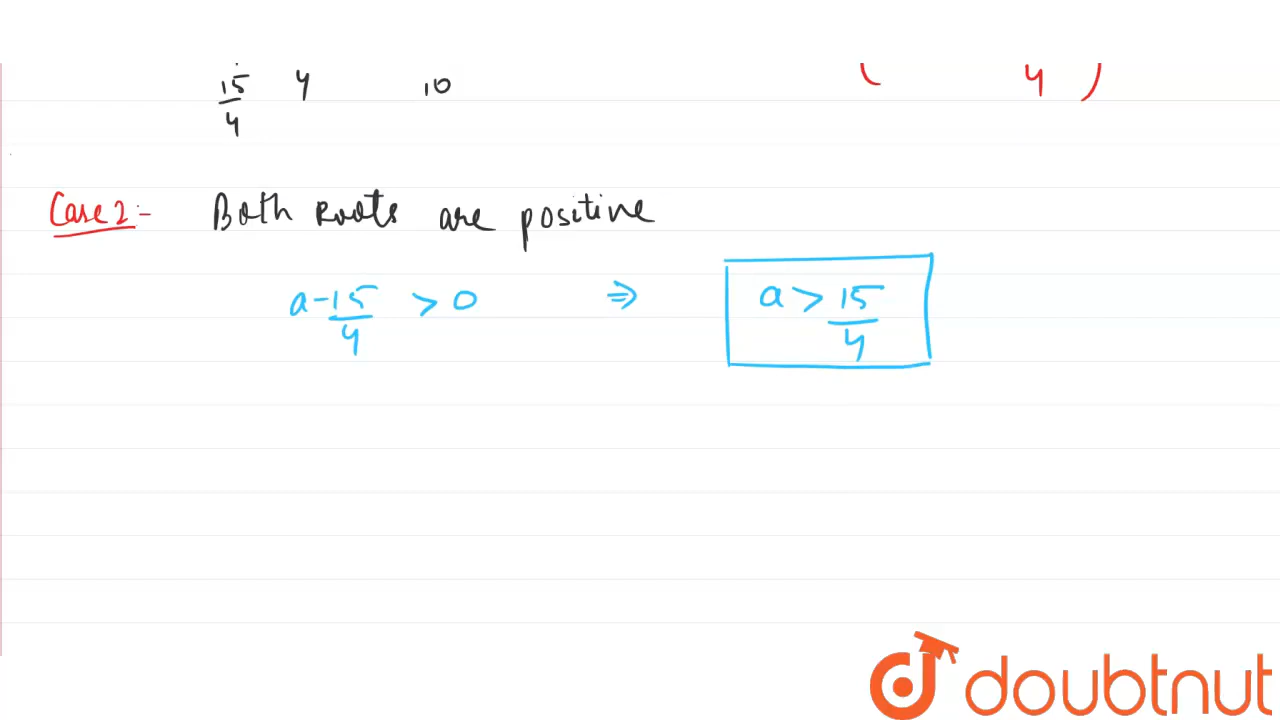 15/4 4 10 ( 4 )
Case 2:- Both roots are positive
a - 15/4 > 0 ⇒ a > 15/4
doubtnut